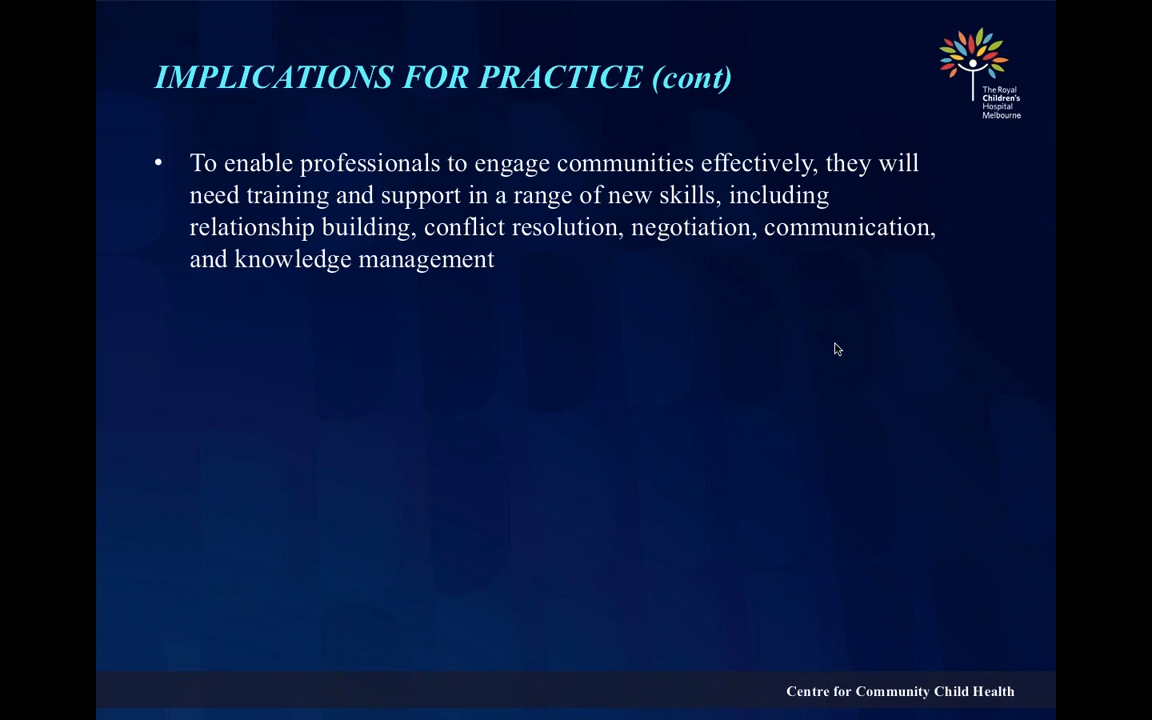 IMPLICATIONS FOR PRACTICE (cont)
The Royal
Children's
Hospital
Melbourne
• To enable professionals to engage communities effectively, they will
need training and support in a range of new skills, including
relationship building, conflict resolution, negotiation, communication,
and knowledge management
Centre for Community Child Health